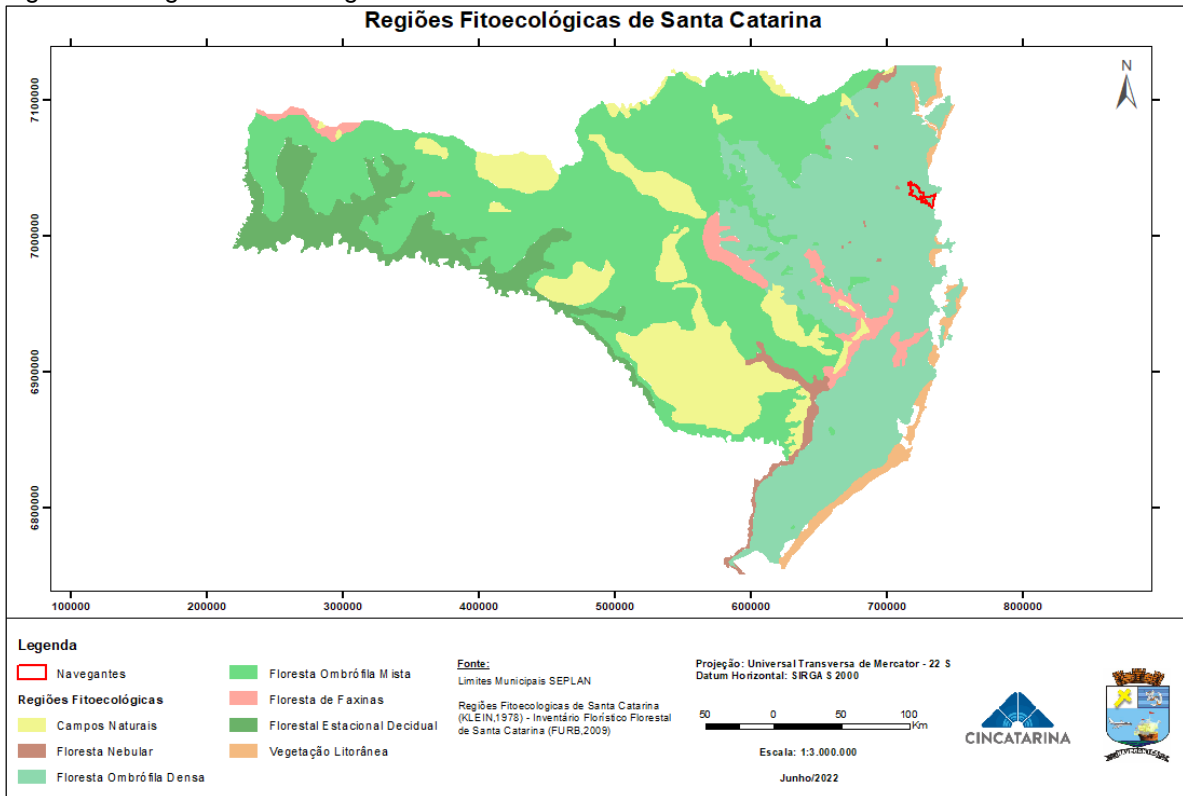 Regiões Fitoecológicas de Santa Catarina
N
7100000
7000000
6900000
6800000
100000 200000 300000 400000 500000 600000 700000 800000
Legenda
Navegantes
Regiões Fitoecológicas
Campos Naturais
Floresta Nebular
Floresta Ombrófila Densa
Floresta Ombrófila Mista
Floresta de Faxinas
Florestal Estacional Decidual
Vegetação Litorânea
Fonte:
Limites Municipais SEPLAN
Regiões Fitoecologicas de Santa Catarina
(KLEIN,1978) - Inventário Florístico Florestal
de Santa Catarina (FURB,2009)
Projeção: Universal Transversa de Mercator - 22 S
Datum Horizontal: SIRGA S 2000
50 0 50 100
Km
Escala: 1:3.000.000
Junho/2022
CINCATARINA